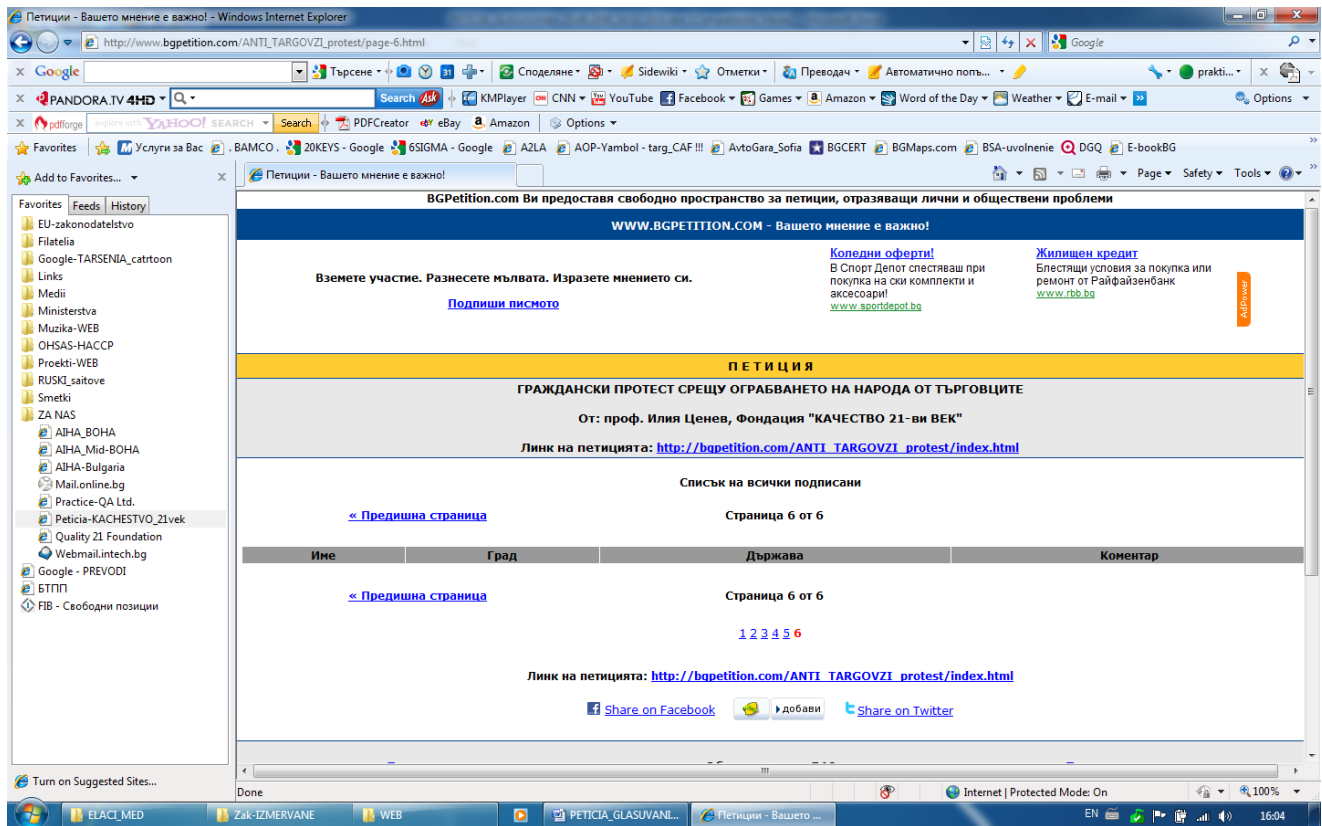 Петиции - Вашето мнение е важно! - Windows Internet Explorer
http://www.bgpetition.com/ANTI_TARGOVZI_protest/page-6.html
Google
x Google Търсене Споделяне Sidewiki Отметки Преводач Автоматично попъ... prakti...
x PANDORA.TV 4HD Search Ask KMPlayer CNN YouTube Facebook Games Amazon Word of the Day Weather E-mail Options
x pdfforge explore with YAHOO! SEARCH Search PDFCreator eBay Amazon Options
Favorites Услуги за Вас . BAMCO . 20KEYS - Google 6SIGMA - Google A2LA AOP-Yambol - targ_CAF !!! AvtoGara_Sofia BGCERT BGMaps.com BSA-uvolnenie DGQ E-bookBG
Add to Favorites... x Петиции - Вашето мнение е важно! Page Safety Tools
Favorites Feeds History
EU-zakonodatelstvo
Filatelia
Google-TARSENIA_catrtoon
Links
Medii
Ministerstva
Muzika-WEB
OHSAS-HACCP
Proekti-WEB
RUSKI_saitove
Smetki
ZA NAS
AIHA_BOHA
AIHA_Mid-BOHA
AIHA-Bulgaria
Mail.online.bg
Practice-QA Ltd.
Peticia-KACHESTVO_21vek
Quality 21 Foundation
Webmail.intech.bg
Google - PREVODI
БТПП
FIB - Свободни позиции
Turn on Suggested Sites...
BGPetition.com Ви предоставя свободно пространство за петиции, отразяващи лични и обществени проблеми
WWW.BGPETITION.COM - Вашето мнение е важно!
Вземете участие. Разнесете мълвата. Изразете мнението си.
Подпиши писмото
Коледни оферти!
В Спорт Депот спестяваш при
покупка на ски комплекти и
аксесоари!
www.sportdepot.bg
Жилищен кредит
Блестящи условия за покупка или
ремонт от Райфайзенбанк
www.rbb.bg
AdPower
П Е Т И Ц И Я
ГРАЖДАНСКИ ПРОТЕСТ СРЕЩУ ОГРАБВАНЕТО НА НАРОДА ОТ ТЪРГОВЦИТЕ
От: проф. Илия Ценев, Фондация "КАЧЕСТВО 21-ви ВЕК"
Линк на петицията: http://bgpetition.com/ANTI_TARGOVZI_protest/index.html
Списък на всички подписани
« Предишна страница Страница 6 от 6
Име Град Държава Коментар
« Предишна страница Страница 6 от 6
1 2 3 4 5 6
Линк на петицията: http://bgpetition.com/ANTI_TARGOVZI_protest/index.html
Share on Facebook добави Share on Twitter
Done Internet | Protected Mode: On 100%
ELACI_MED Zak-IZMERVANE WEB PETICIA_GLASUVANI... Петиции - Вашето ... EN 16:04